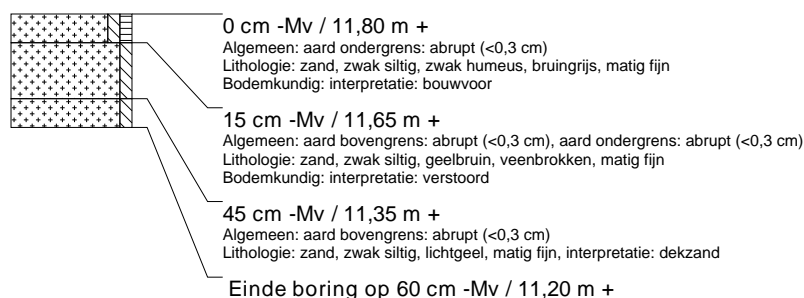 0 cm -Mv / 11,80 m +
Algemeen: aard ondergrens: abrupt (<0,3 cm)
Lithologie: zand, zwak siltig, zwak humeus, bruingrijs, matig fijn
Bodemkundig: interpretatie: bouwvoor
15 cm -Mv / 11,65 m +
Algemeen: aard bovengrens: abrupt (<0,3 cm), aard ondergrens: abrupt (<0,3 cm)
Lithologie: zand, zwak siltig, geelbruin, veenbrokken, matig fijn
Bodemkundig: interpretatie: verstoord
45 cm -Mv / 11,35 m +
Algemeen: aard bovengrens: abrupt (<0,3 cm)
Lithologie: zand, zwak siltig, lichtgeel, matig fijn, interpretatie: dekzand
Einde boring op 60 cm -Mv / 11,20 m +